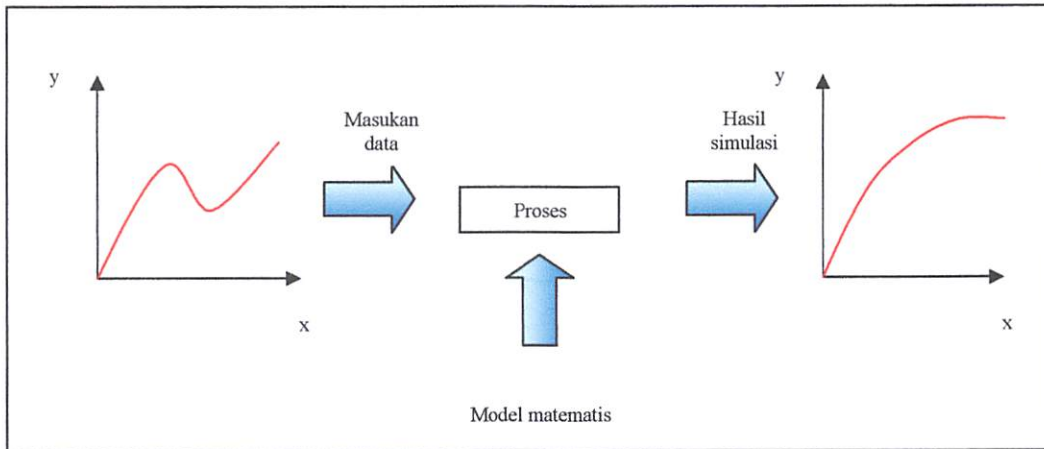 y
x
Masukan
data
Proses
Model matematis
Hasil
simulasi
y
x